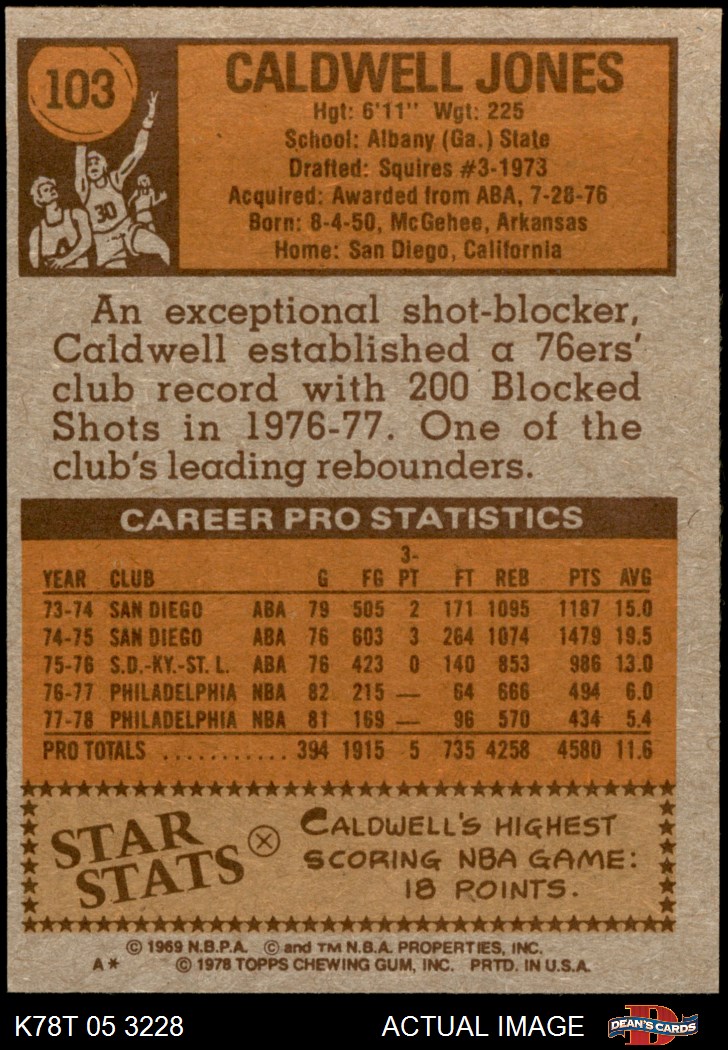 103
CALDWELL JONES
Hgt: 6'11" Wgt: 225
School: Albany (Ga.) State
Drafted: Squires #3-1973
Acquired: Awarded from ABA, 7-28-76
Born: 8-4-50, McGehee, Arkansas
Home: San Diego, California
30
4
An exceptional shot-blocker,
Caldwell established a 76ers'
club record with 200 Blocked
Shots in 1976-77. One of the
club's leading rebounders.
CAREER PRO STATISTICS
YEAR CLUB G FG 3-PT FT REB PTS AVG
73-74 SAN DIEGO ABA 79 505 2 171 1095 1187 15.0
74-75 SAN DIEGO ABA 76 603 3 264 1074 1479 19.5
75-76 S.D.-KY.-ST. L. ABA 76 423 0 140 853 986 13.0
76-77 PHILADELPHIA NBA 82 215 — 64 666 494 6.0
77-78 PHILADELPHIA NBA 81 169 — 96 570 434 5.4
PRO TOTALS ........... 394 1915 5 735 4258 4580 11.6
STAR
STATS
CALDWELL'S HIGHEST
SCORING NBA GAME:
18 POINTS.
© 1969 N.B.P.A. © and TM N.B.A. PROPERTIES, INC.
A* © 1978 TOPPS CHEWING GUM, INC. PRTD. IN U.S.A.
K78T 05 3228 ACTUAL IMAGE
D
DEAN'S CARDS